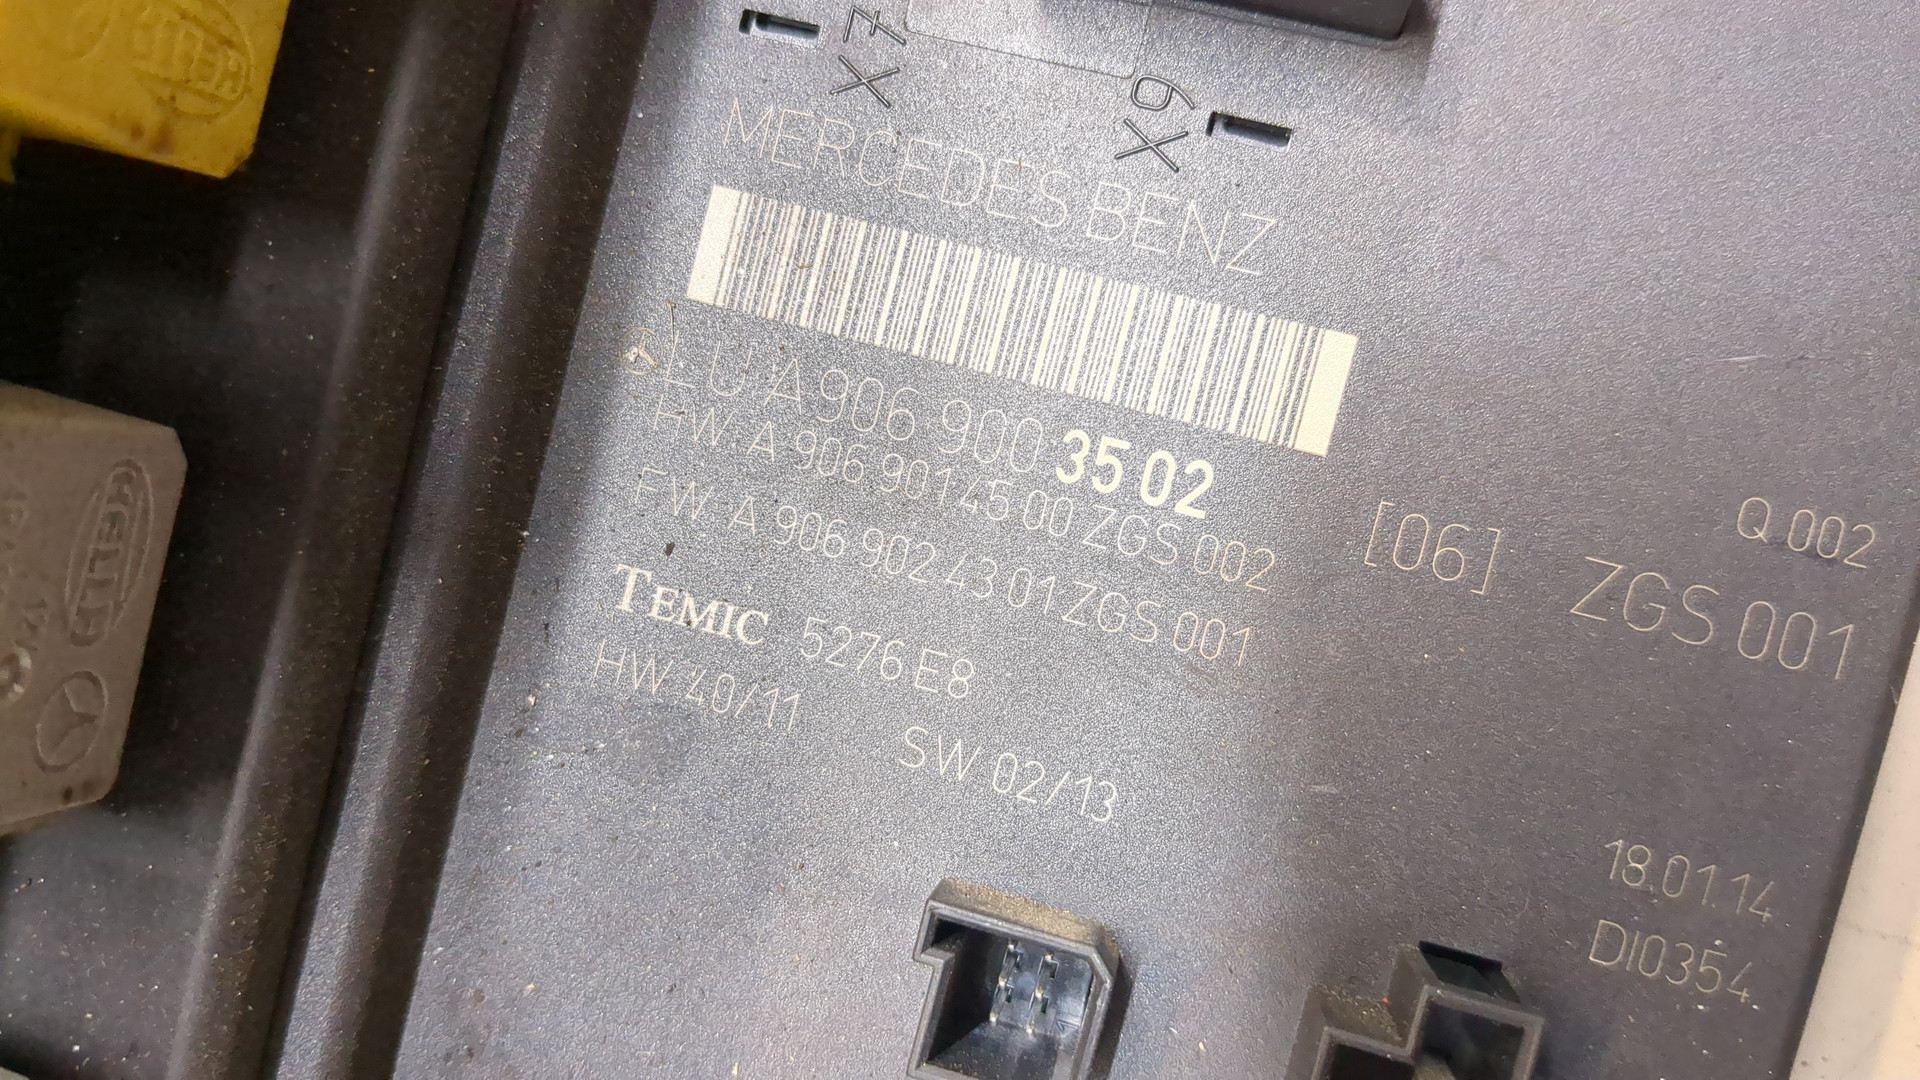 HELLA
X7
X9
MERCEDES BENZ
LU A 906 900 35 02 [06] ZGS 001
HW A 906 901 45 00 ZGS 002 Q 002
FW A 906 902 43 01 ZGS 001
TEMIC 5276 E8
HW 40/11 SW 02/13
18.01.14
DI0354
HELLA